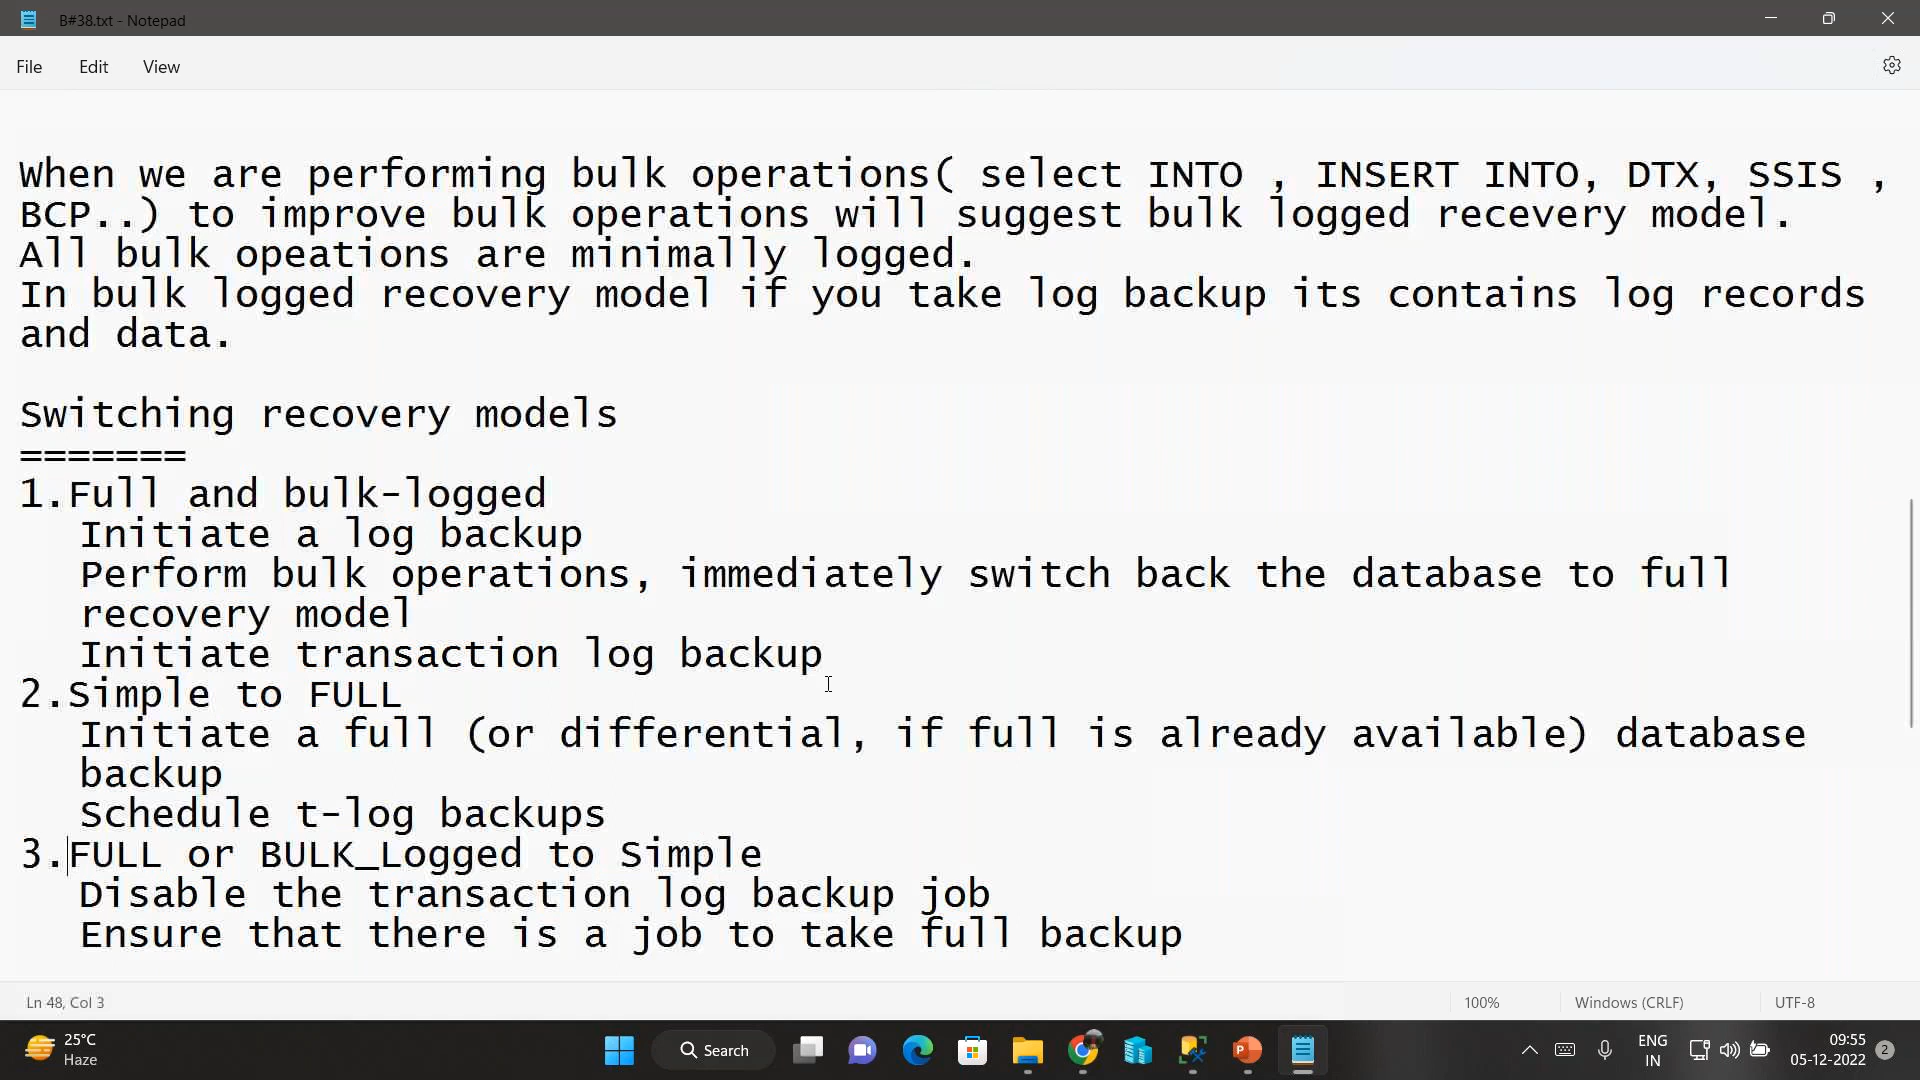 B#38.txt - Notepad
File Edit View
When we are performing bulk operations( select INTO , INSERT INTO, DTX, SSIS ,
BCP..) to improve bulk operations will suggest bulk logged recevery model.
All bulk opeations are minimally logged.
In bulk logged recovery model if you take log backup its contains log records
and data.
Switching recovery models
=======
1.Full and bulk-logged
Initiate a log backup
Perform bulk operations, immediately switch back the database to full
recovery model
Initiate transaction log backup
2.Simple to FULL
Initiate a full (or differential, if full is already available) database
backup
Schedule t-log backups
3.FULL or BULK_Logged to Simple
Disable the transaction log backup job
Ensure that there is a job to take full backup
Ln 48, Col 3 100% Windows (CRLF) UTF-8
25°C
Haze
Search
ENG
IN
09:55
05-12-2022
2